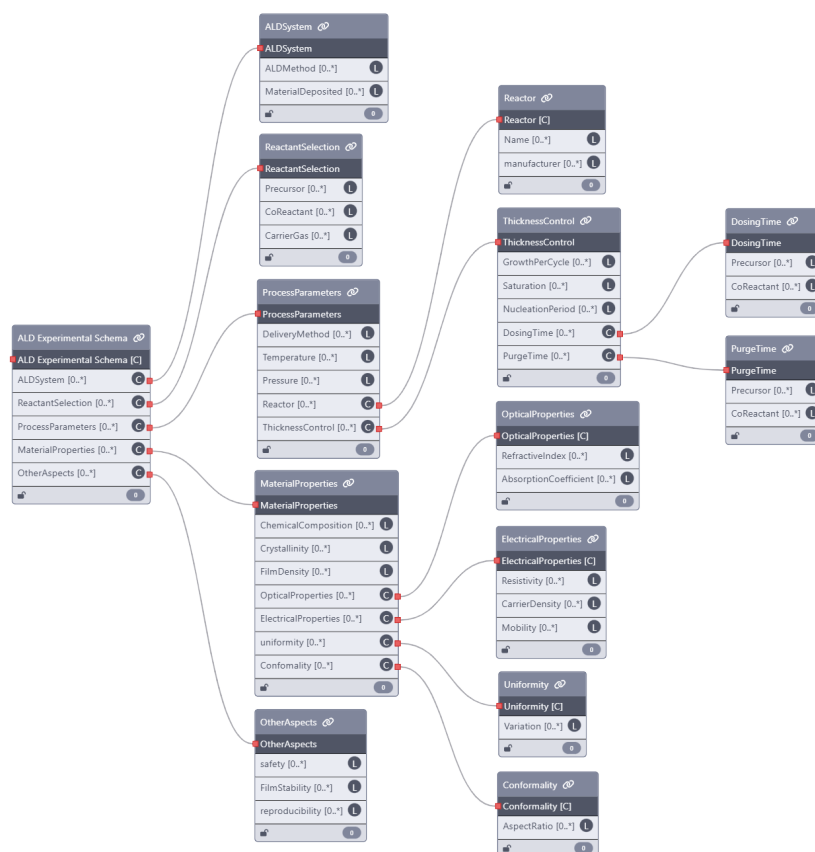 ALDSystem
ALDSystem
ALDMethod [0..*] L
MaterialDeposited [0..*] L
0
ReactantSelection
ReactantSelection
Precursor [0..*] L
CoReactant [0..*] L
CarrierGas [0..*] L
0
ProcessParameters
ProcessParameters
DeliveryMethod [0..*] L
Temperature [0..*] L
Pressure [0..*] L
Reactor [0..*] C
ThicknessControl [0..*] C
0
ALD Experimental Schema
ALD Experimental Schema [C]
ALDSystem [0..*] C
ReactantSelection [0..*] C
ProcessParameters [0..*] C
MaterialProperties [0..*] C
OtherAspects [0..*] C
0
MaterialProperties
MaterialProperties
ChemicalComposition [0..*] L
Crystallinity [0..*] L
FilmDensity [0..*] L
OpticalProperties [0..*] C
ElectricalProperties [0..*] C
uniformity [0..*] C
Confomality [0..*] C
0
OtherAspects
OtherAspects
safety [0..*] L
FilmStability [0..*] L
reproducibility [0..*] L
0
Reactor
Reactor [C]
Name [0..*] L
manufacturer [0..*] L
0
ThicknessControl
ThicknessControl
GrowthPerCycle [0..*] L
Saturation [0..*] L
NucleationPeriod [0..*] L
DosingTime [0..*] C
PurgeTime [0..*] C
0
OpticalProperties
OpticalProperties [C]
RefractiveIndex [0..*] L
AbsorptionCoefficient [0..*] L
0
ElectricalProperties
ElectricalProperties [C]
Resistivity [0..*] L
CarrierDensity [0..*] L
Mobility [0..*] L
0
Uniformity
Uniformity [C]
Variation [0..*] L
0
Conformality
Conformality [C]
AspectRatio [0..*] L
0
DosingTime
DosingTime
Precursor [0..*] L
CoReactant [0..*] L
0
PurgeTime
PurgeTime
Precursor [0..*] L
CoReactant [0..*] L
0